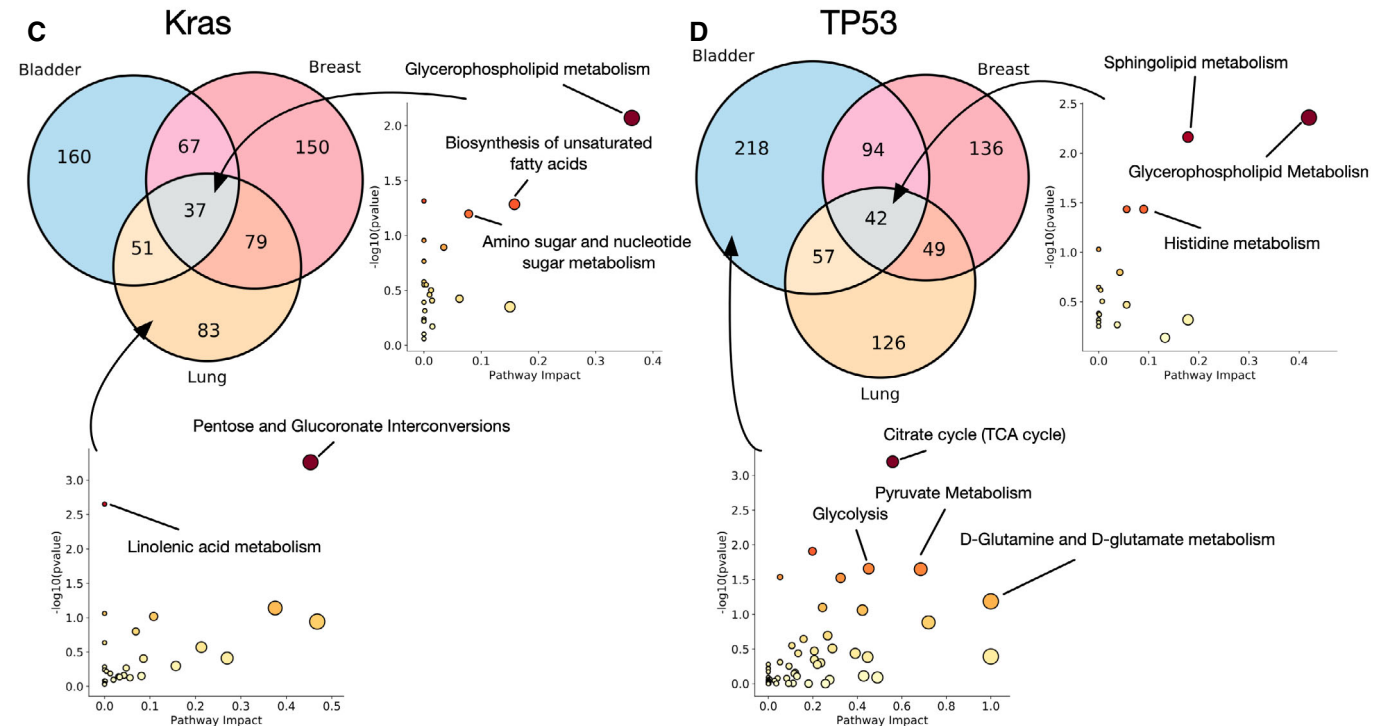 C
Kras
Bladder
Breast
160
67
150
37
51
79
83
Lung
Glycerophospholipid metabolism
Biosynthesis of unsaturated
fatty acids
Amino sugar and nucleotide
sugar metabolism
-log10(pvalue)
2.0
1.5
1.0
0.5
0.0
0.0 0.1 0.2 0.3 0.4
Pathway Impact
Pentose and Glucoronate Interconversions
Linolenic acid metabolism
-log10(pvalue)
3.0
2.5
2.0
1.5
1.0
0.5
0.0
0.0 0.1 0.2 0.3 0.4 0.5
Pathway Impact
D
TP53
Bladder
Breast
218
94
136
42
57
49
126
Lung
Sphingolipid metabolism
Glycerophospholipid Metabolisn
Histidine metabolism
-log10(pvalue)
2.5
2.0
1.5
1.0
0.5
0.0 0.1 0.2 0.4
Pathway Impact
Citrate cycle (TCA cycle)
Pyruvate Metabolism
Glycolysis
D-Glutamine and D-glutamate metabolism
-log10(pvalue)
3.0
2.5
2.0
1.5
1.0
0.5
0.0
0.0 0.2 0.4 0.6 0.8 1.0
Pathway Impact